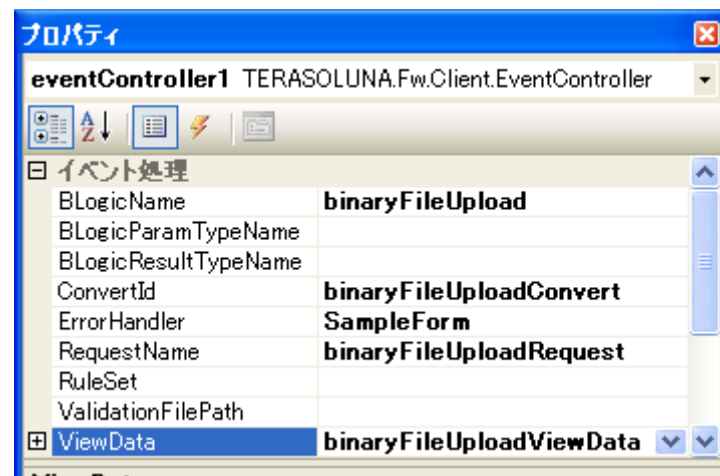 プロパティ
eventController1 TERASOLUNA.Fw.Client.EventController
イベント処理
BLogicName binaryFileUpload
BLogicParamTypeName
BLogicResultTypeName
ConvertId binaryFileUploadConvert
ErrorHandler SampleForm
RequestName binaryFileUploadRequest
RuleSet
ValidationFilePath
ViewData binaryFileUploadViewData